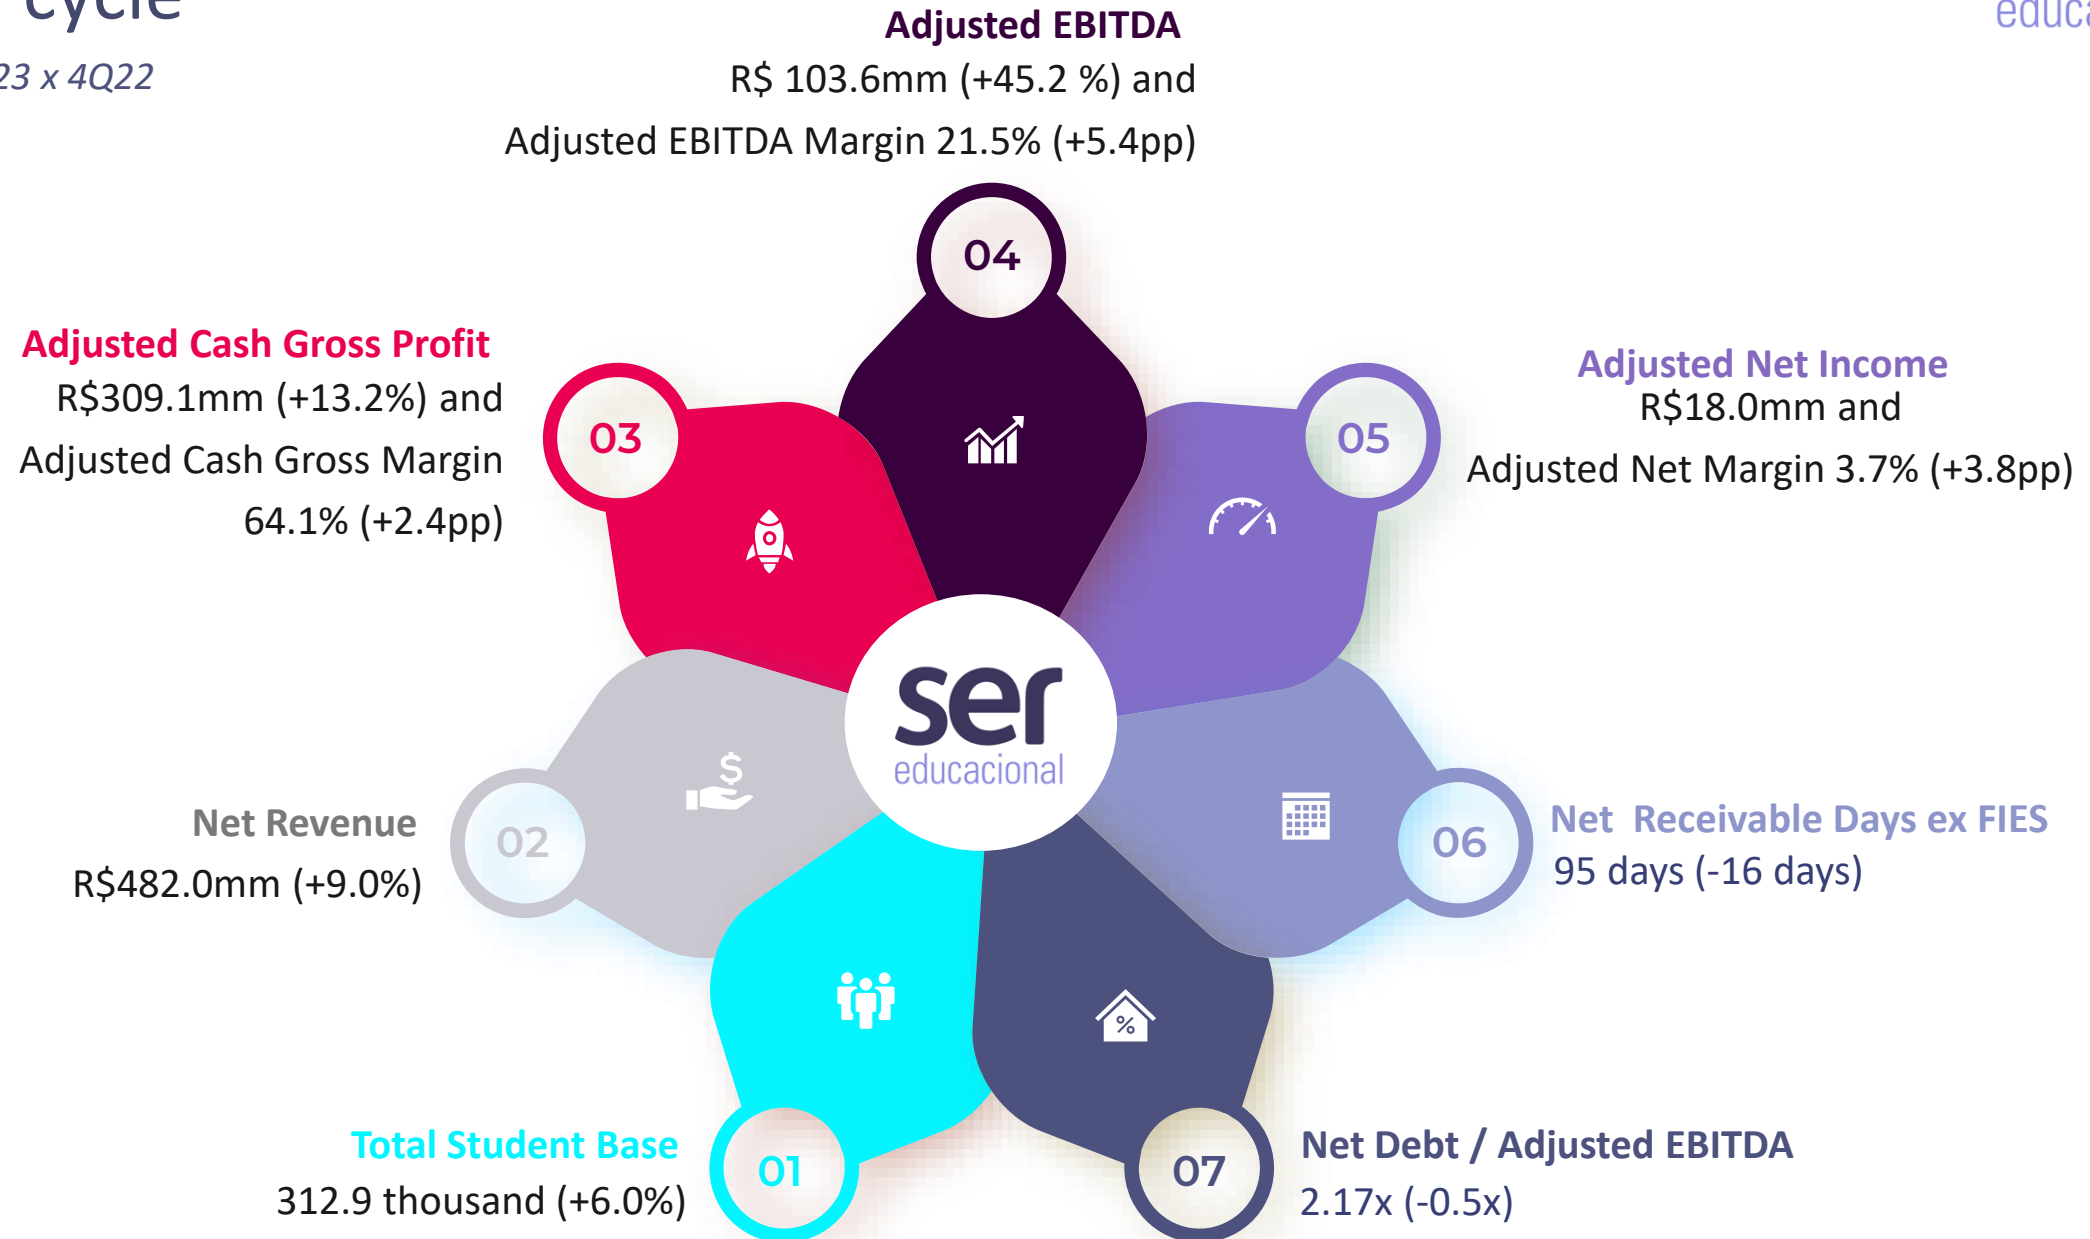 cycle
23 x 4Q22
educa
Adjusted EBITDA
R$ 103.6mm (+45.2 %) and
Adjusted EBITDA Margin 21.5% (+5.4pp)
04
Adjusted Cash Gross Profit
R$309.1mm (+13.2%) and
Adjusted Cash Gross Margin
64.1% (+2.4pp)
03
05
Adjusted Net Income
R$18.0mm and
Adjusted Net Margin 3.7% (+3.8pp)
ser
educacional
$
Net Revenue
R$482.0mm (+9.0%)
02
06
Net  Receivable Days ex FIES
95 days (-16 days)
%
Total Student Base
312.9 thousand (+6.0%)
01
07
Net Debt / Adjusted EBITDA
2.17x (-0.5x)